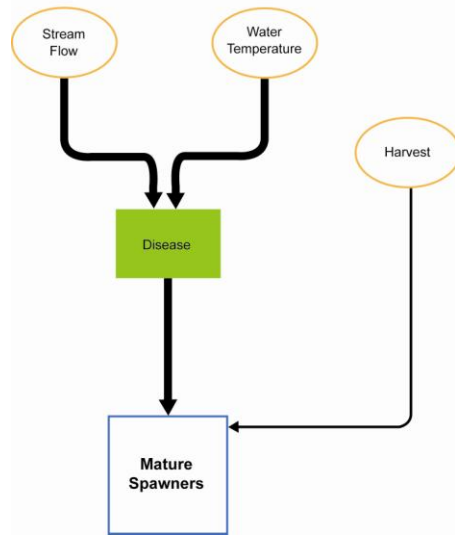 Stream
Flow
Water
Temperature
Harvest
Disease
Mature
Spawners